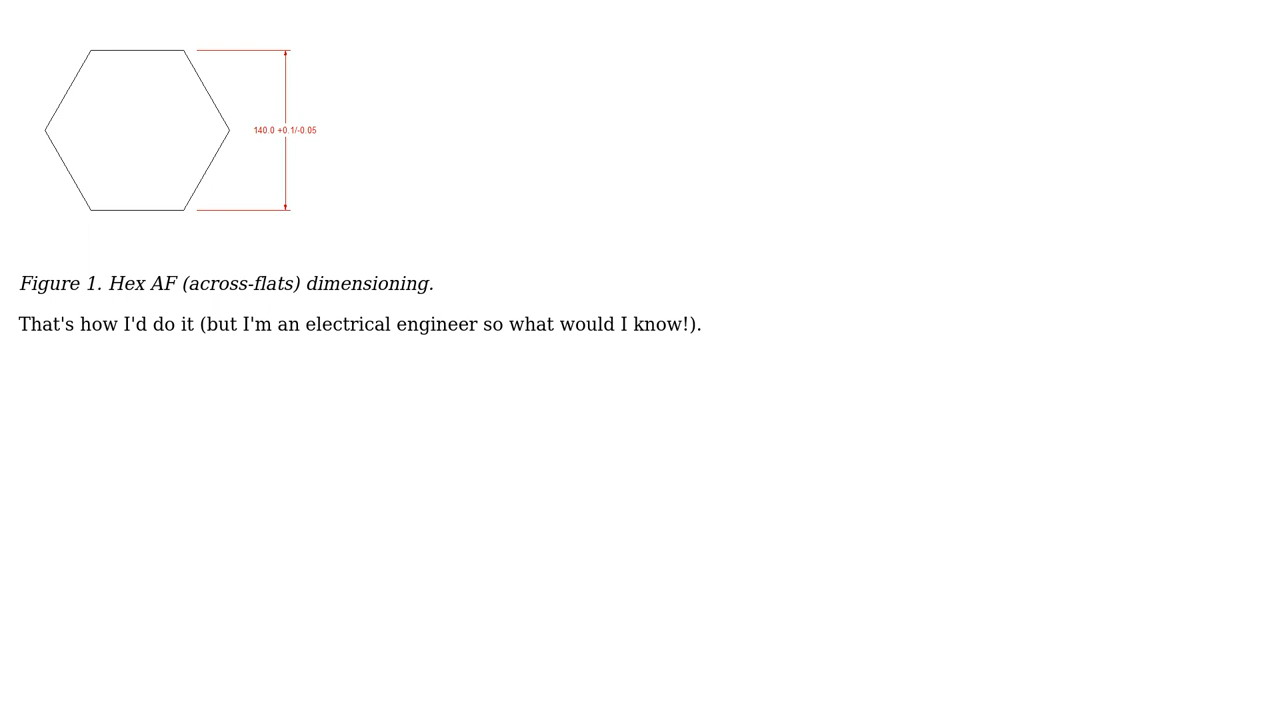 140.0 +0.1/-0.05
Figure 1. Hex AF (across-flats) dimensioning.
That's how I'd do it (but I'm an electrical engineer so what would I know!).